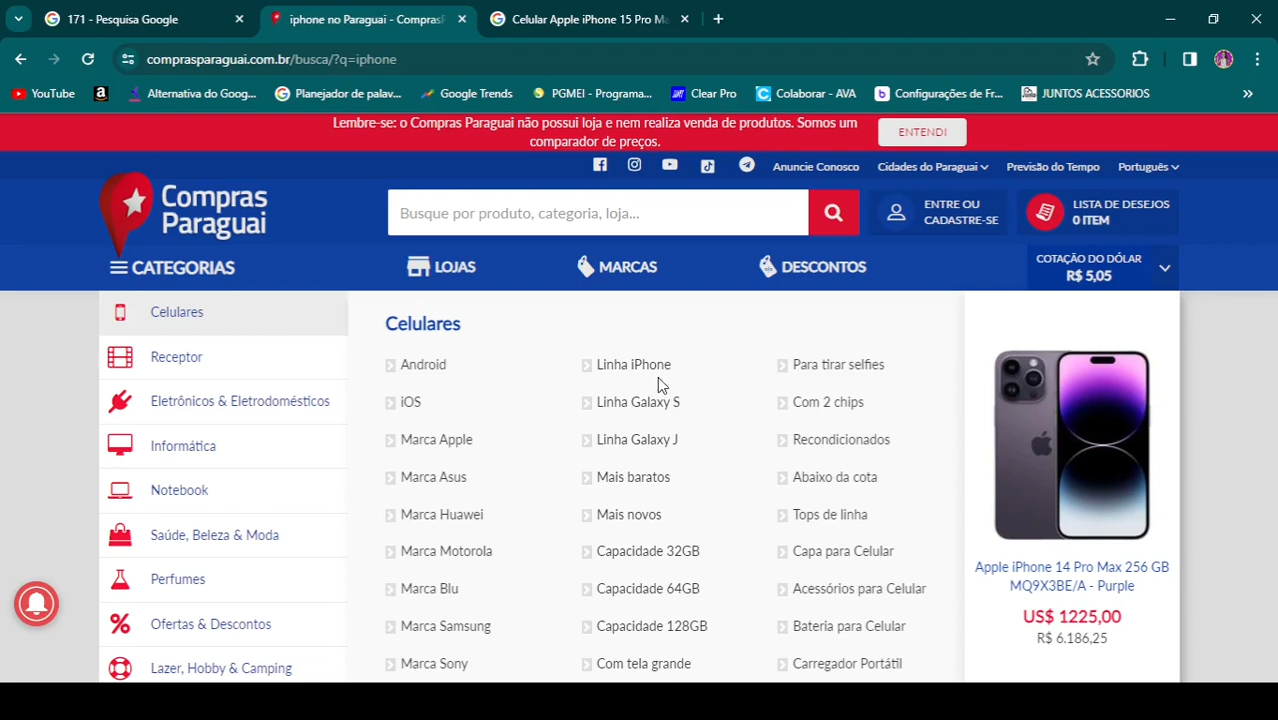 171 - Pesquisa Google
iphone no Paraguai - ComprasP
Celular Apple iPhone 15 Pro Ma
comprasparaguai.com.br/busca/?q=iphone
YouTube
Alternativa do Goog...
Planejador de palav...
Google Trends
PGMEI - Programa...
Clear Pro
Colaborar - AVA
Configurações de Fr...
JUNTOS ACESSORIOS
Lembre-se: o Compras Paraguai não possui loja e nem realiza venda de produtos. Somos um
comparador de preços.
ENTENDI
Anuncie Conosco
Cidades do Paraguai
Previsão do Tempo
Português
Compras
Paraguai
Busque por produto, categoria, loja...
ENTRE OU
CADASTRE-SE
LISTA DE DESEJOS
0 ITEM
CATEGORIAS
LOJAS
MARCAS
DESCONTOS
COTAÇÃO DO DÓLAR
R$ 5,05
Celulares
Receptor
Eletrônicos & Eletrodomésticos
Informática
Notebook
Saúde, Beleza & Moda
Perfumes
Ofertas & Descontos
Lazer, Hobby & Camping
Celulares
Android
iOS
Marca Apple
Marca Asus
Marca Huawei
Marca Motorola
Marca Blu
Marca Samsung
Marca Sony
Linha iPhone
Linha Galaxy S
Linha Galaxy J
Mais baratos
Mais novos
Capacidade 32GB
Capacidade 64GB
Capacidade 128GB
Com tela grande
Para tirar selfies
Com 2 chips
Recondicionados
Abaixo da cota
Tops de linha
Capa para Celular
Acessórios para Celular
Bateria para Celular
Carregador Portátil
Apple iPhone 14 Pro Max 256 GB
MQ9X3BE/A - Purple
US$ 1225,00
R$ 6.186,25